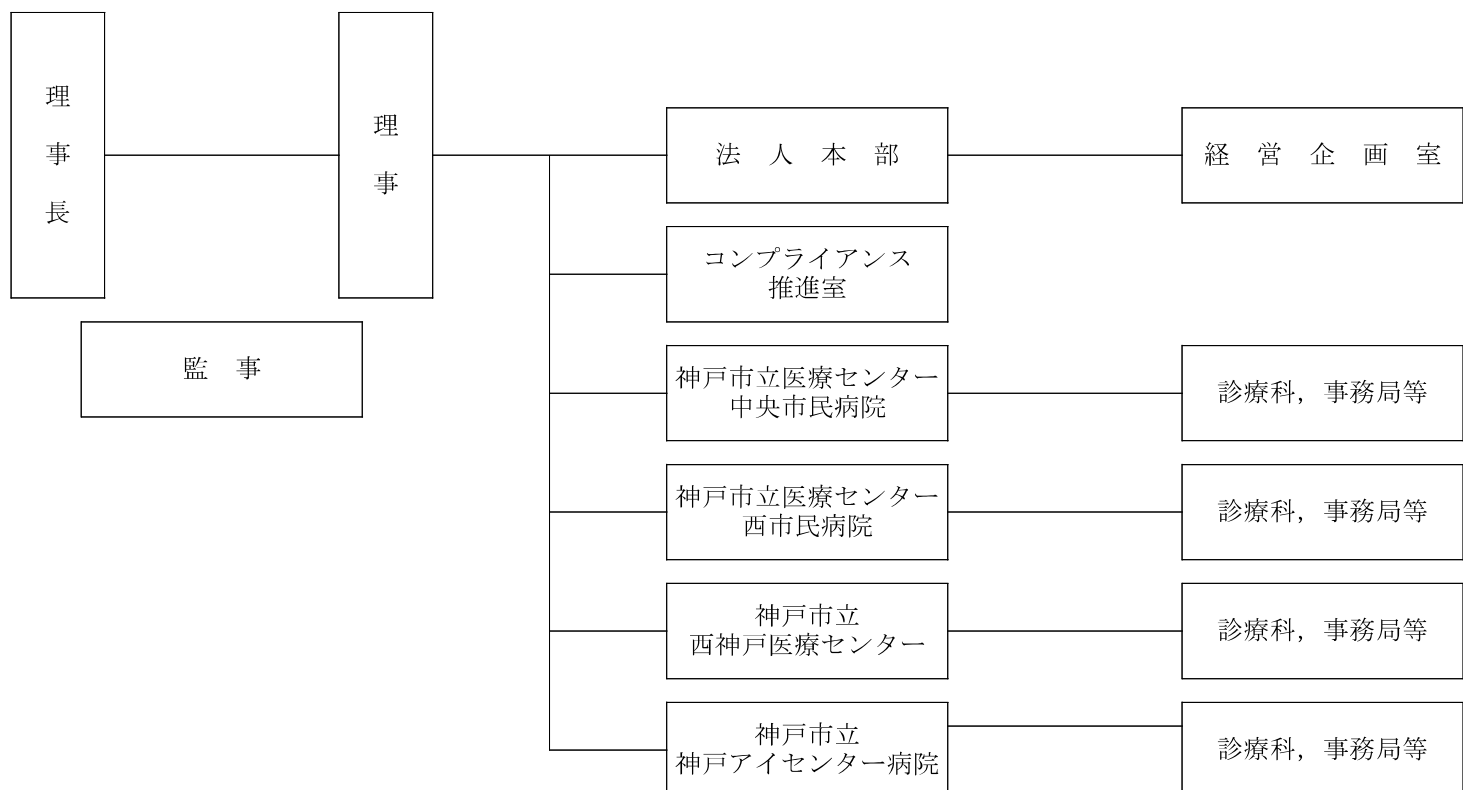 理事長
理事
法人本部
経営企画室
コンプライアンス
推進室
監事
神戸市立医療センター
中央市民病院
診療科，事務局等
神戸市立医療センター
西市民病院
診療科，事務局等
神戸市立
西神戸医療センター
診療科，事務局等
神戸市立
神戸アイセンター病院
診療科，事務局等